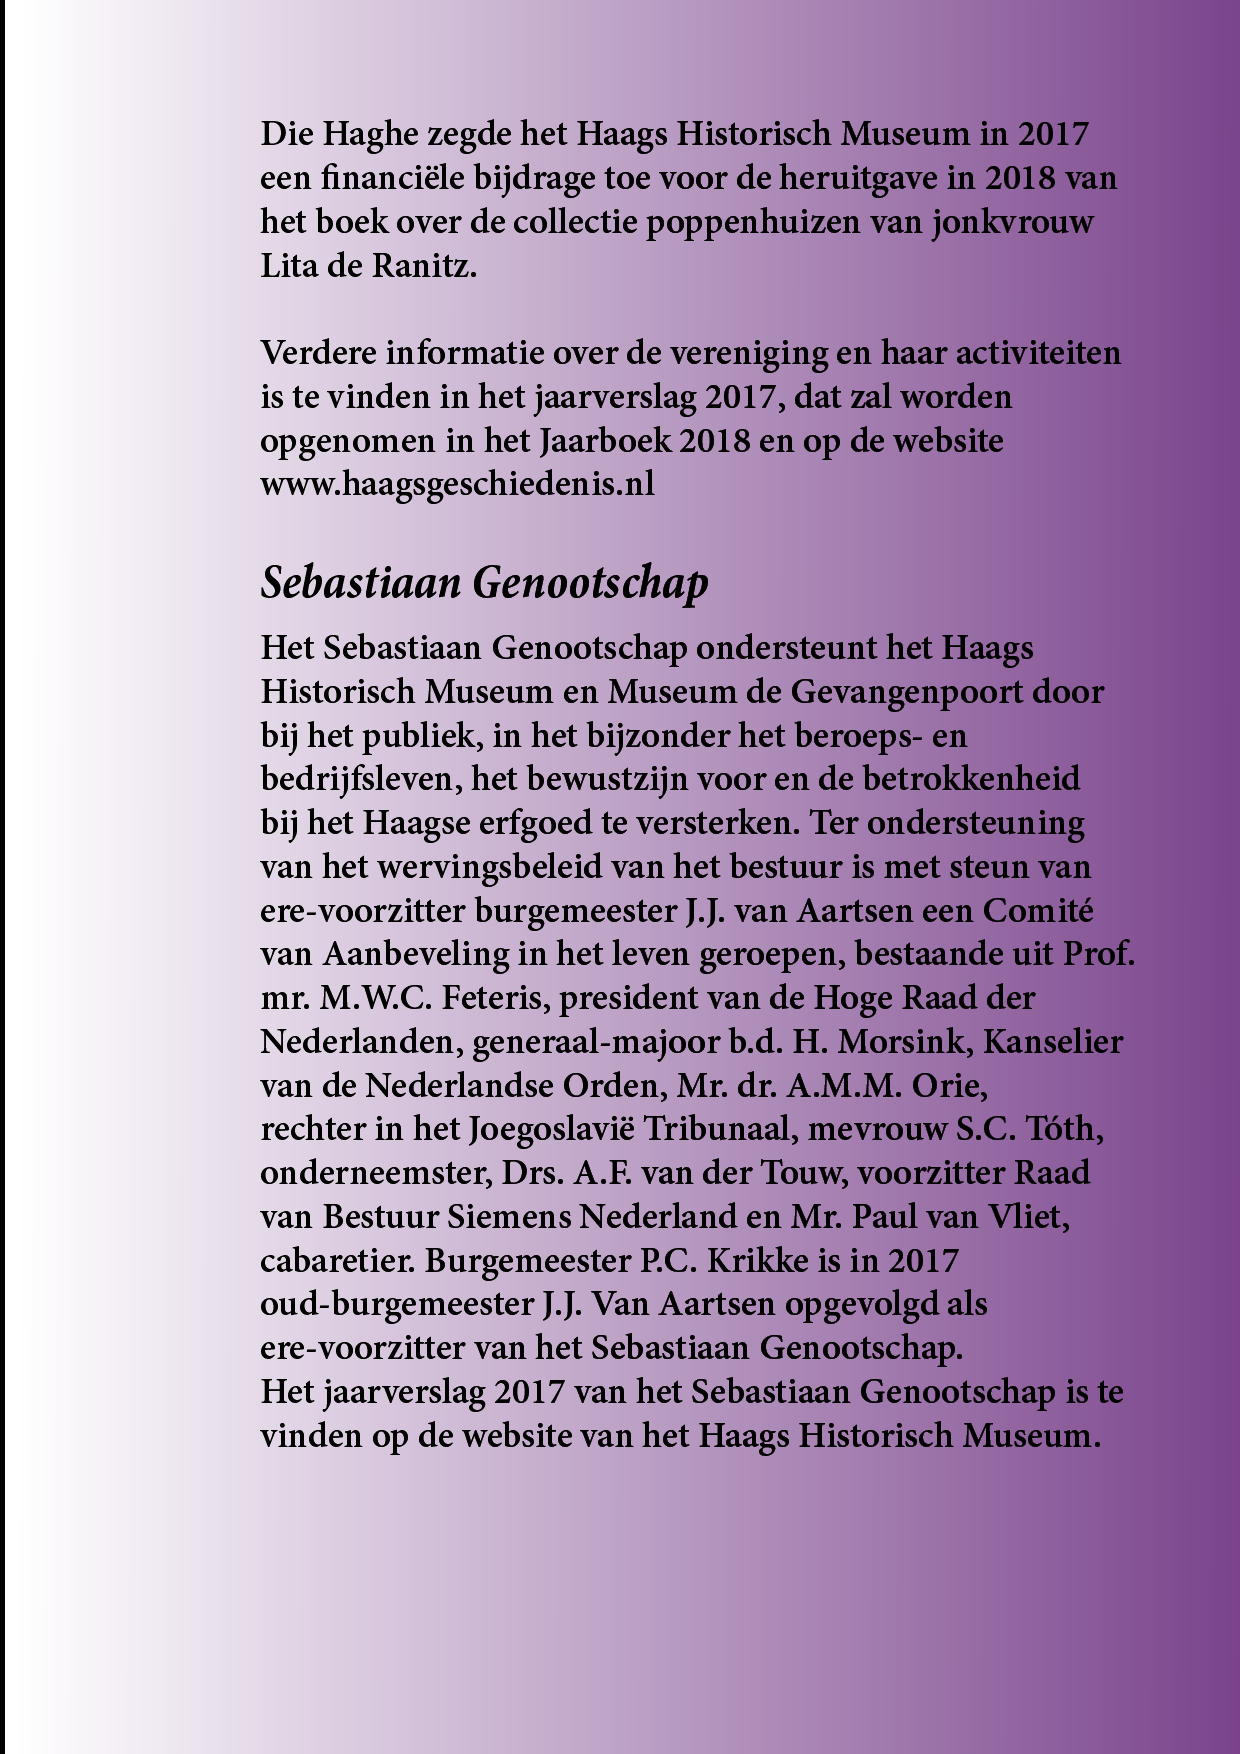 Die Haghe zegde het Haags Historisch Museum in 2017
een financiële bijdrage toe voor de heruitgave in 2018 van
het boek over de collectie poppenhuizen van jonkvrouw
Lita de Ranitz.
Verdere informatie over de vereniging en haar activiteiten
is te vinden in het jaarverslag 2017, dat zal worden
opgenomen in het Jaarboek 2018 en op de website
www.haagsgeschiedenis.nl
Sebastiaan Genootschap
Het Sebastiaan Genootschap ondersteunt het Haags
Historisch Museum en Museum de Gevangenpoort door
bij het publiek, in het bijzonder het beroeps- en
bedrijfsleven, het bewustzijn voor en de betrokkenheid
bij het Haagse erfgoed te versterken. Ter ondersteuning
van het wervingsbeleid van het bestuur is met steun van
ere-voorzitter burgemeester J.J. van Aartsen een Comité
van Aanbeveling in het leven geroepen, bestaande uit Prof.
mr. M.W.C. Feteris, president van de Hoge Raad der
Nederlanden, generaal-majoor b.d. H. Morsink, Kanselier
van de Nederlandse Orden, Mr. dr. A.M.M. Orie,
rechter in het Joegoslavië Tribunaal, mevrouw S.C. Tóth,
onderneemster, Drs. A.F. van der Touw, voorzitter Raad
van Bestuur Siemens Nederland en Mr. Paul van Vliet,
cabaretier. Burgemeester P.C. Krikke is in 2017
oud-burgemeester J.J. Van Aartsen opgevolgd als
ere-voorzitter van het Sebastiaan Genootschap.
Het jaarverslag 2017 van het Sebastiaan Genootschap is te
vinden op de website van het Haags Historisch Museum.